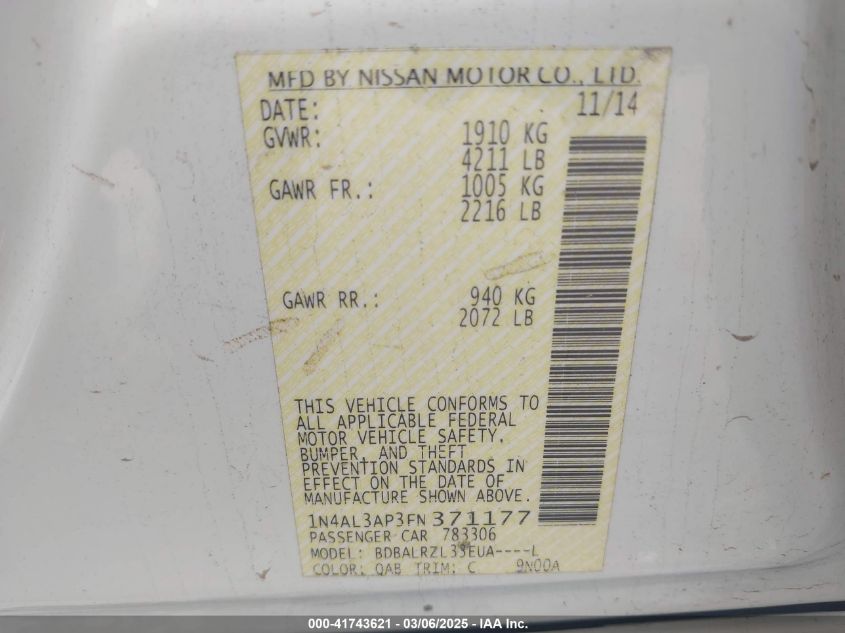 MFD BY NISSAN MOTOR CO., LTD.
DATE: 11/14
GVWR: 1910 KG
4211 LB
GAWR FR.: 1005 KG
2216 LB
GAWR RR.: 940 KG
2072 LB
THIS VEHICLE CONFORMS TO
ALL APPLICABLE FEDERAL
MOTOR VEHICLE SAFETY,
BUMPER, AND THEFT
PREVENTION STANDARDS IN
EFFECT ON THE DATE OF
MANUFACTURE SHOWN ABOVE.
1N4AL3AP3FN371177
PASSENGER CAR 783306
MODEL: BDBALRZL33EUA----L
COLOR: QAB TRIM: C 9N00A
000-41743621 - 03/06/2025 - IAA Inc.